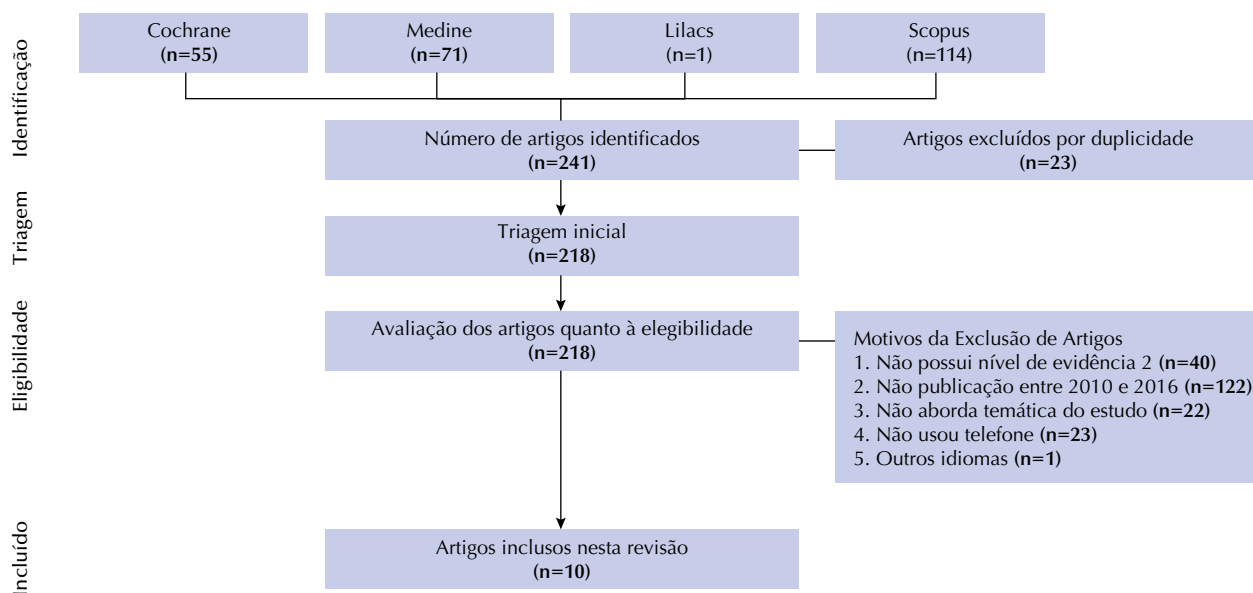 Identificação
Cochrane
(n=55)
Medine
(n=71)
Lilacs
(n=1)
Scopus
(n=114)
Número de artigos identificados
(n=241)
Artigos excluídos por duplicidade
(n=23)
Triagem
Triagem inicial
(n=218)
Eligibilidade
Avaliação dos artigos quanto à elegibilidade
(n=218)
Motivos da Exclusão de Artigos
1. Não possui nível de evidência 2 (n=40)
2. Não publicação entre 2010 e 2016 (n=122)
3. Não aborda temática do estudo (n=22)
4. Não usou telefone (n=23)
5. Outros idiomas (n=1)
Incluído
Artigos inclusos nesta revisão
(n=10)